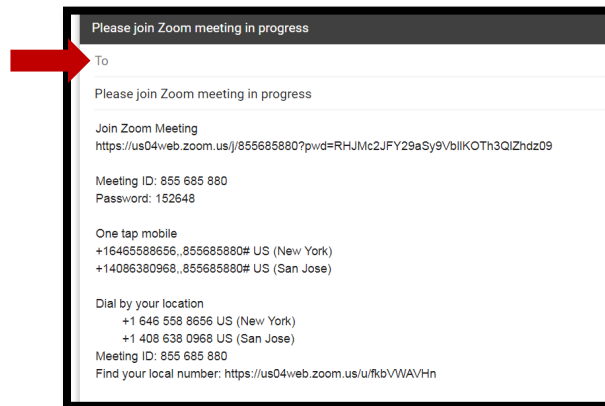 Please join Zoom meeting in progress
To
Please join Zoom meeting in progress
Join Zoom Meeting
https://us04web.zoom.us/j/855685880?pwd=RHJMc2JFY29aSy9VbllKOTh3QlZhdz09
Meeting ID: 855 685 880
Password: 152648
One tap mobile
+16465588656,,855685880# US (New York)
+14086380968,,855685880# US (San Jose)
Dial by your location
+1 646 558 8656 US (New York)
+1 408 638 0968 US (San Jose)
Meeting ID: 855 685 880
Find your local number: https://us04web.zoom.us/u/fkbVWAVHn